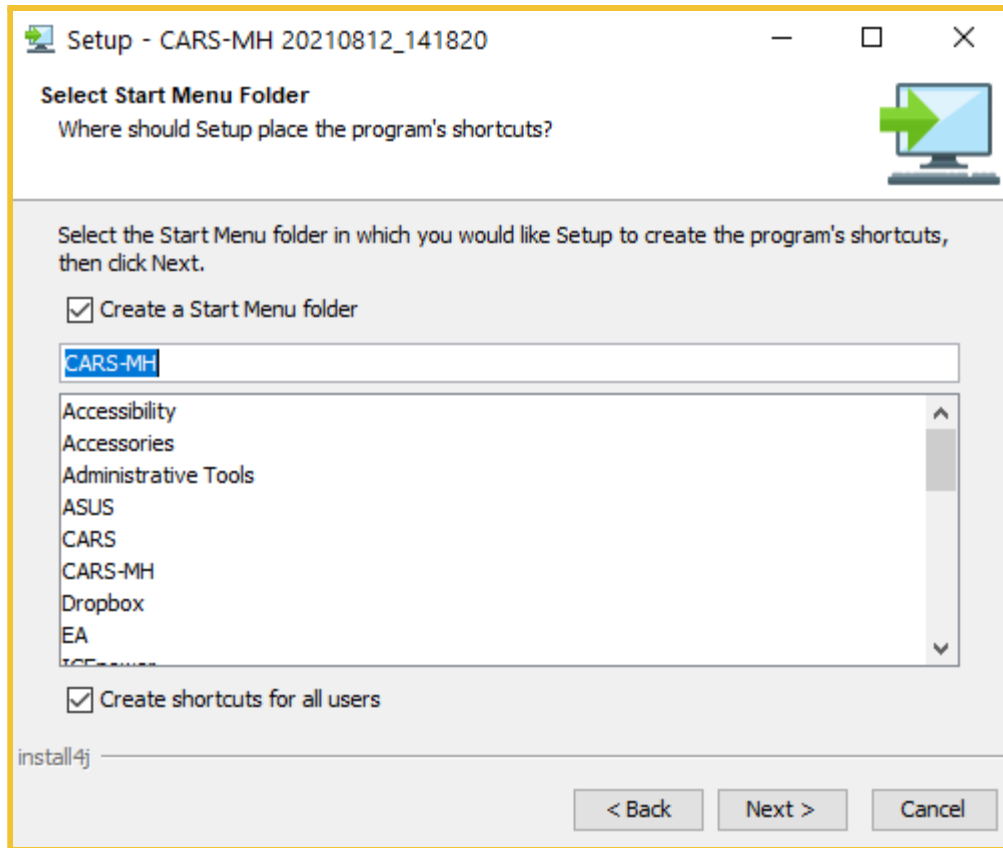 Setup - CARS-MH 20210812_141820
Select Start Menu Folder
Where should Setup place the program's shortcuts?
Select the Start Menu folder in which you would like Setup to create the program's shortcuts,
then click Next.
Create a Start Menu folder
CARS-MH
Accessibility
Accessories
Administrative Tools
ASUS
CARS
CARS-MH
Dropbox
EA
Create shortcuts for all users
install4j
< Back Next > Cancel